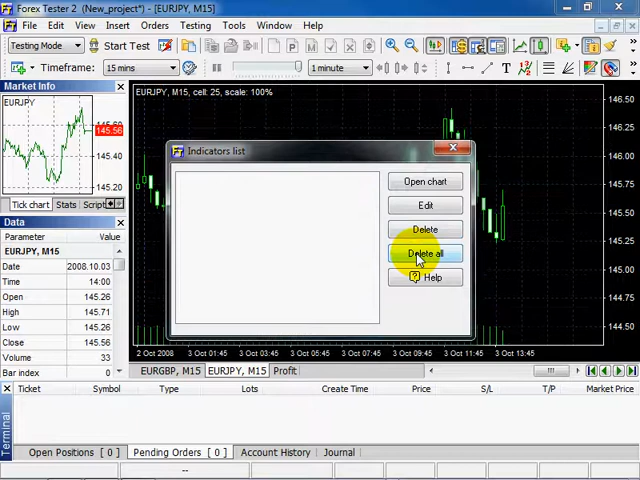 Forex Tester 2 (New_project*) - [EURJPY, M15]
File Edit View Insert Orders Testing Tools Window Help
Testing Mode Start Test
Timeframe: 15 mins 1 minute
Market Info
EURJPY
145.56
145.40
145.20
Tick chart Stats Script
Data
Parameter Value
EURJPY, M15
Date 2008.10.03
Time 14:00
Open 145.26
High 145.71
Low 145.26
Close 145.56
Volume 33
Bar index 0
EURJPY, M15, cell: 25, scale: 100%
146.50
146.25
146.00
145.75
145.50
145.25
145.00
144.75
144.50
Indicators list
Open chart
Edit
Delete
Delete all
Help
2 Oct 2008 3 Oct 01:45 3 Oct 03:45 3 Oct 05:45 3 Oct 07:45 3 Oct 09:45 3 Oct 11:45 3 Oct 13:45
EURGBP, M15 EURJPY, M15 Profit
Ticket Symbol Type Lots Create Time Price S/L T/P Market Price
Terminal
Open Positions [ 0 ] Pending Orders [ 0 ] Account History Journal
--